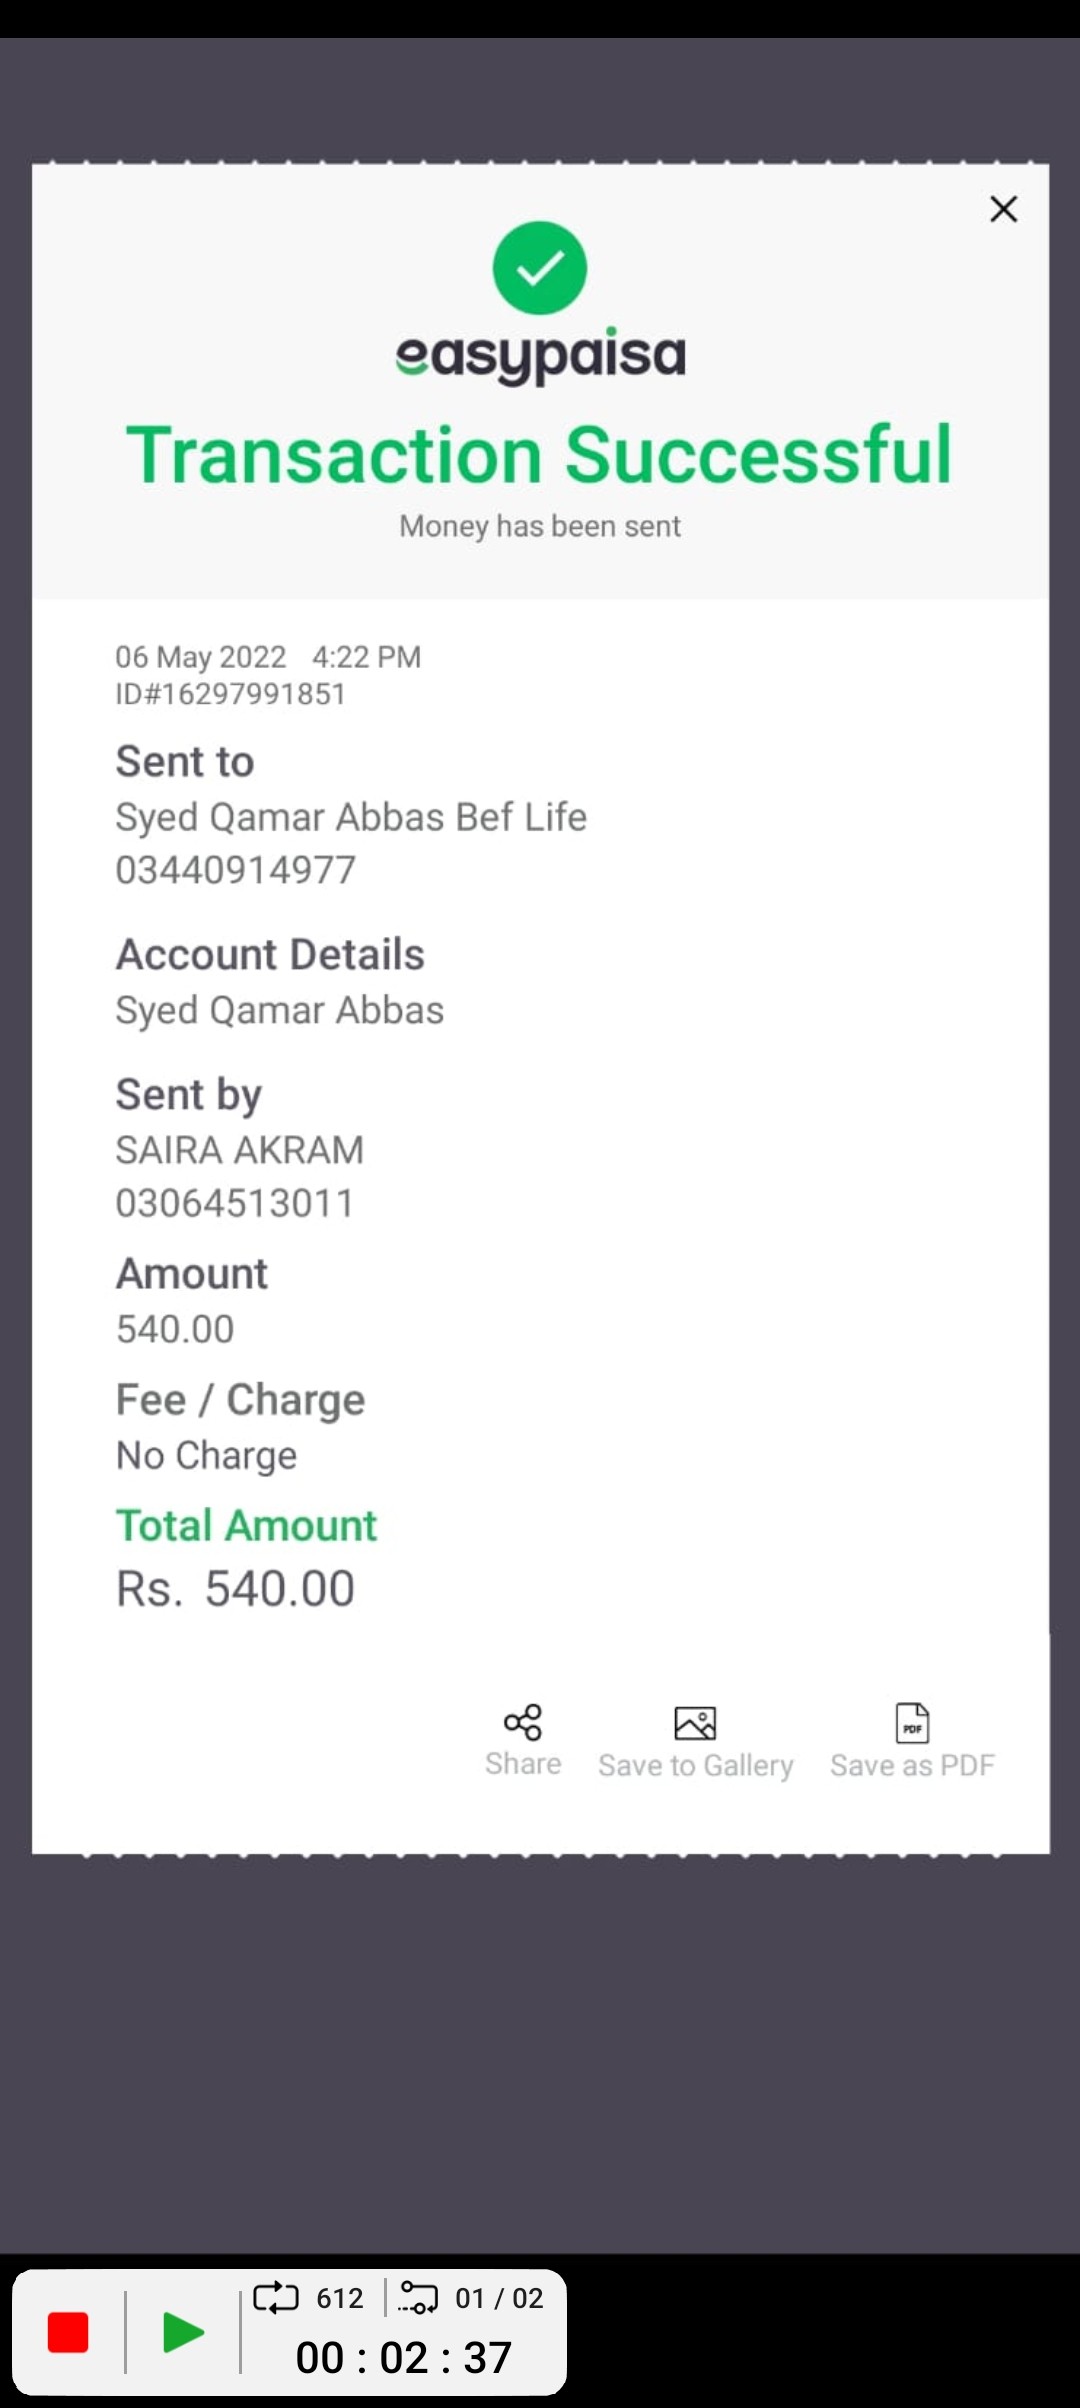 easypaisa
Transaction Successful
Money has been sent
06 May 2022 4:22 PM
ID#16297991851
Sent to
Syed Qamar Abbas Bef Life
03440914977
Account Details
Syed Qamar Abbas
Sent by
SAIRA AKRAM
03064513011
Amount
540.00
Fee / Charge
No Charge
Total Amount
Rs. 540.00
PDF
Share Save to Gallery Save as PDF
612 01 / 02
00 : 02 : 37